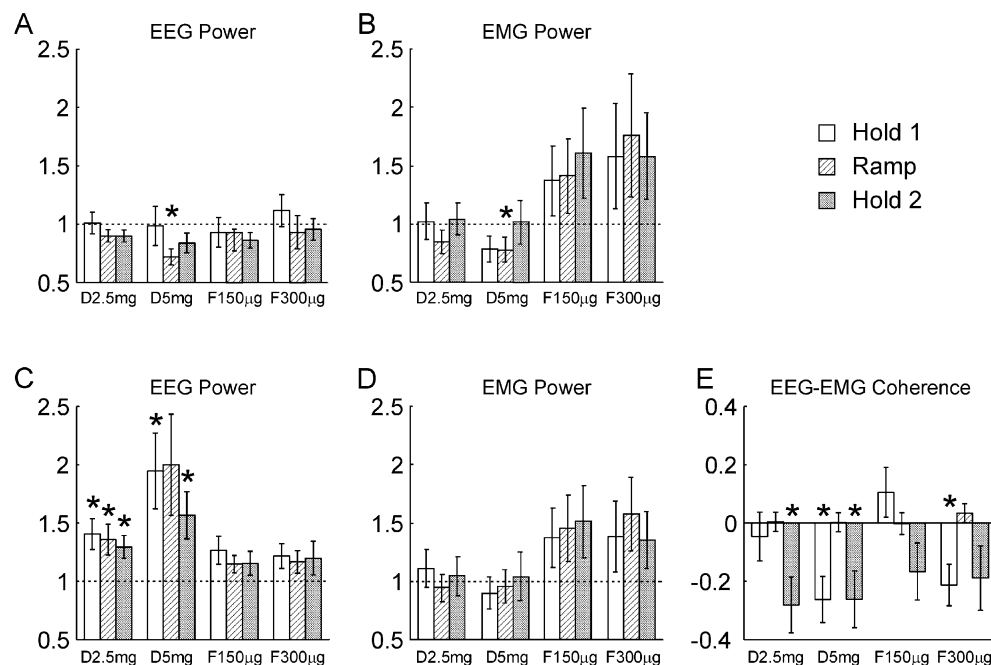 A
EEG Power
2.5
2
1.5
1
0.5
*
D2.5mg D5mg F150µg F300µg
B
EMG Power
2.5
2
1.5
1
0.5
*
D2.5mg D5mg F150µg F300µg
Hold 1
Ramp
Hold 2
C
EEG Power
2.5
2
1.5
1
0.5
* * * * *
D2.5mg D5mg F150µg F300µg
D
EMG Power
2.5
2
1.5
1
0.5
D2.5mg D5mg F150µg F300µg
E
EEG-EMG Coherence
0.4
0.2
0
-0.2
-0.4
* * * *
D2.5mg D5mg F150µg F300µg